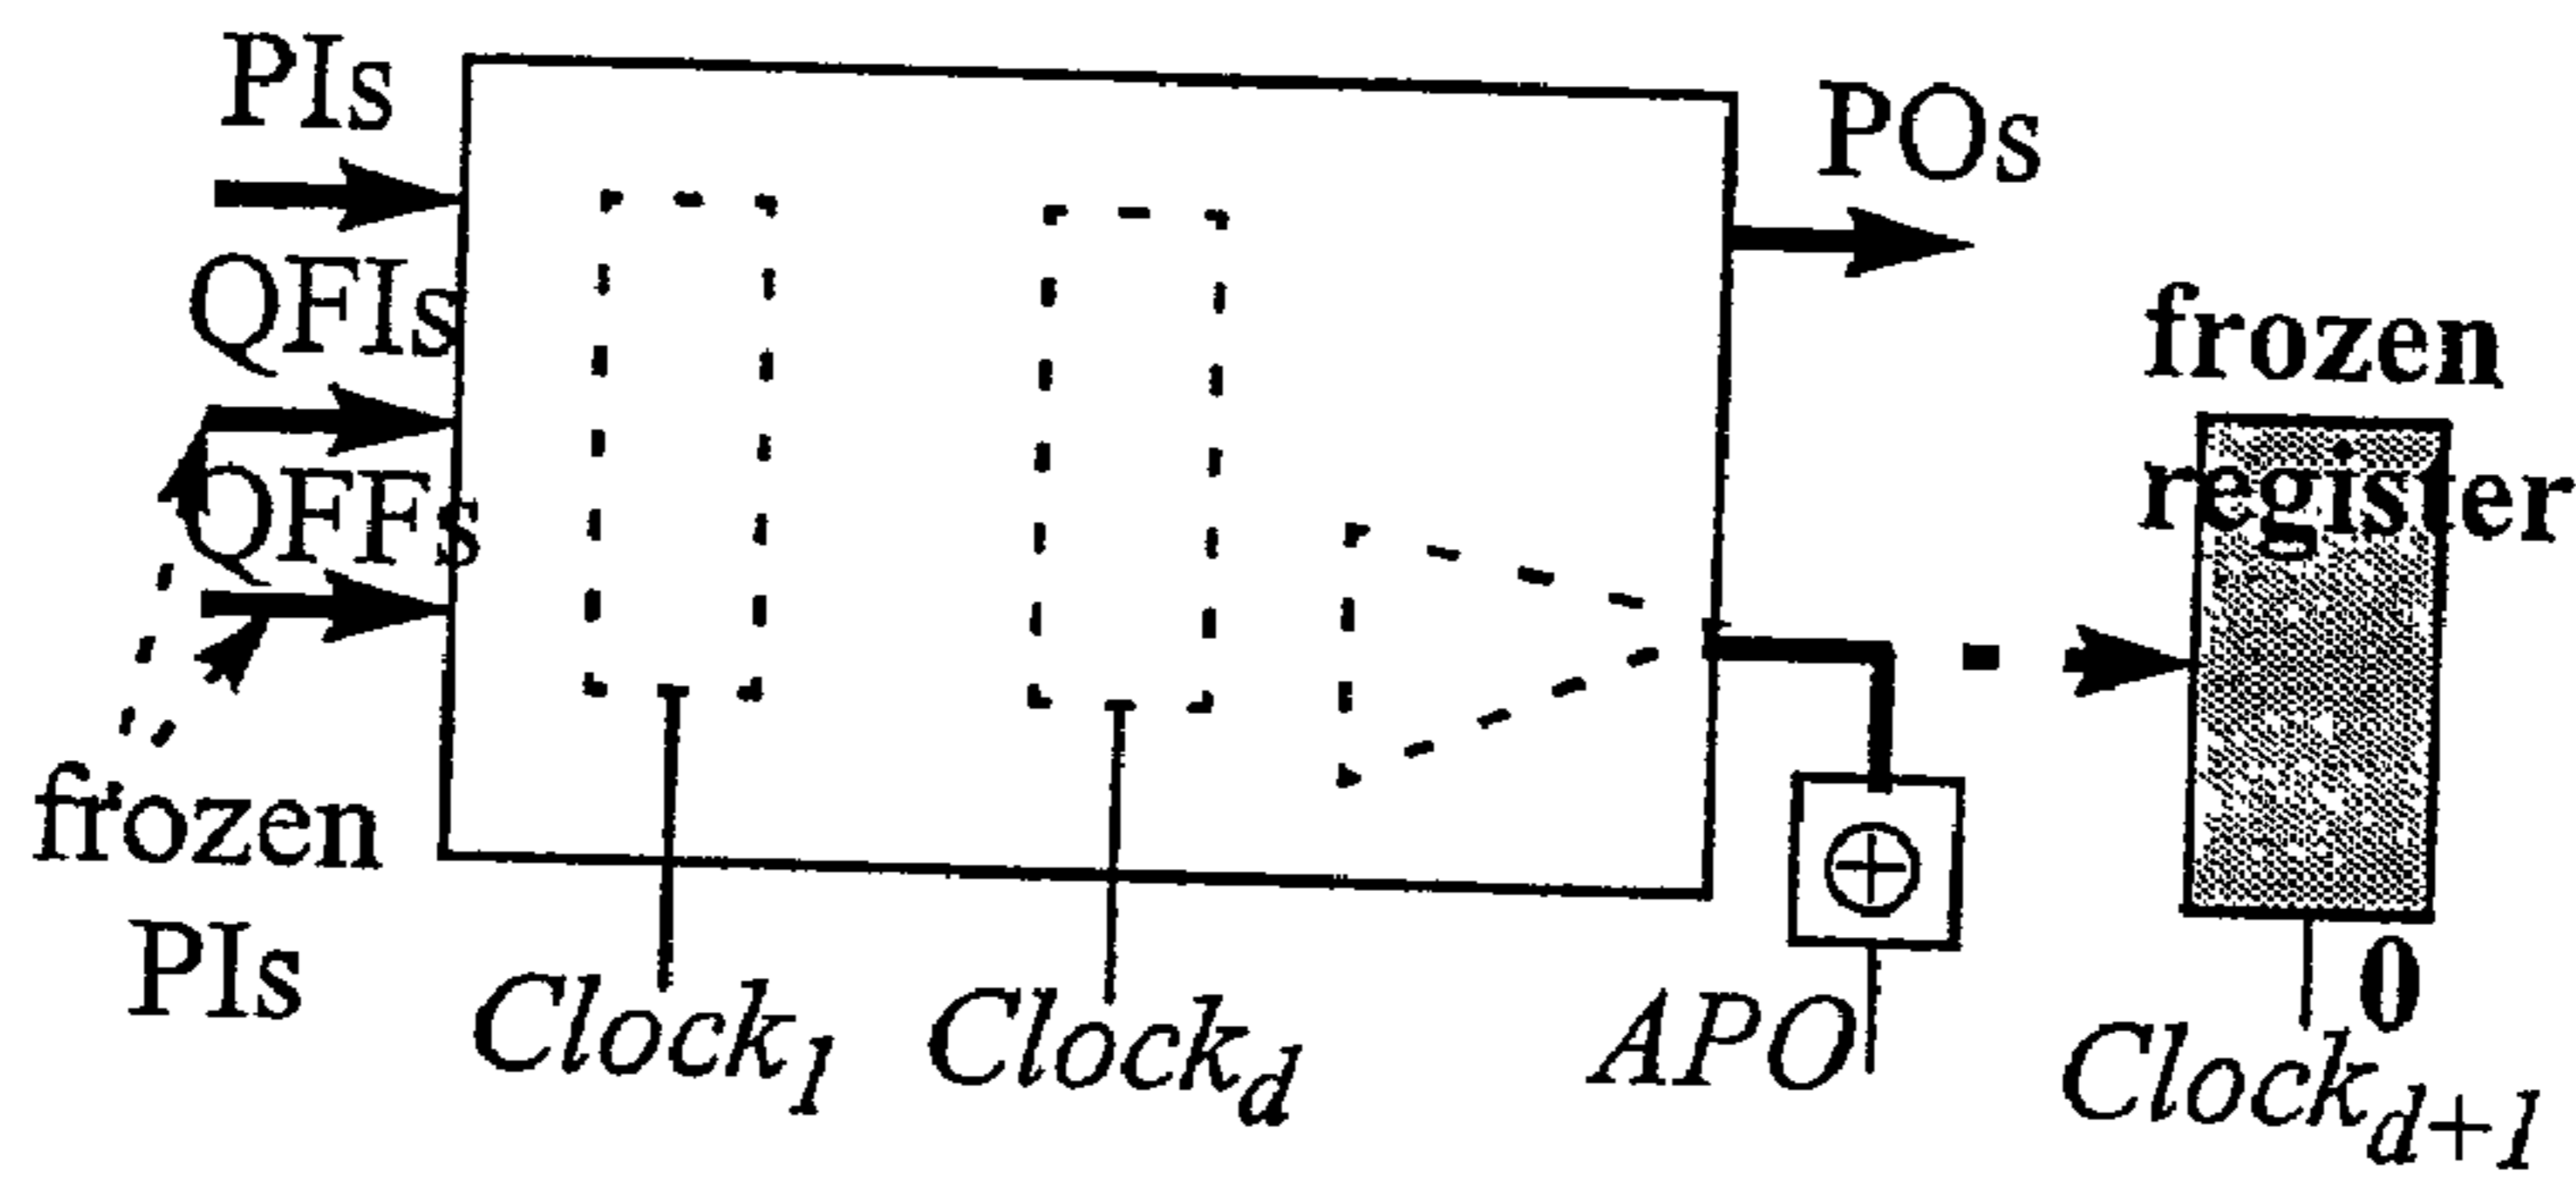 PIs
POs
QFIs
frozen
register
QFFs
frozen
PIs
0
Clock1
Clockd
APO
Clockd+1